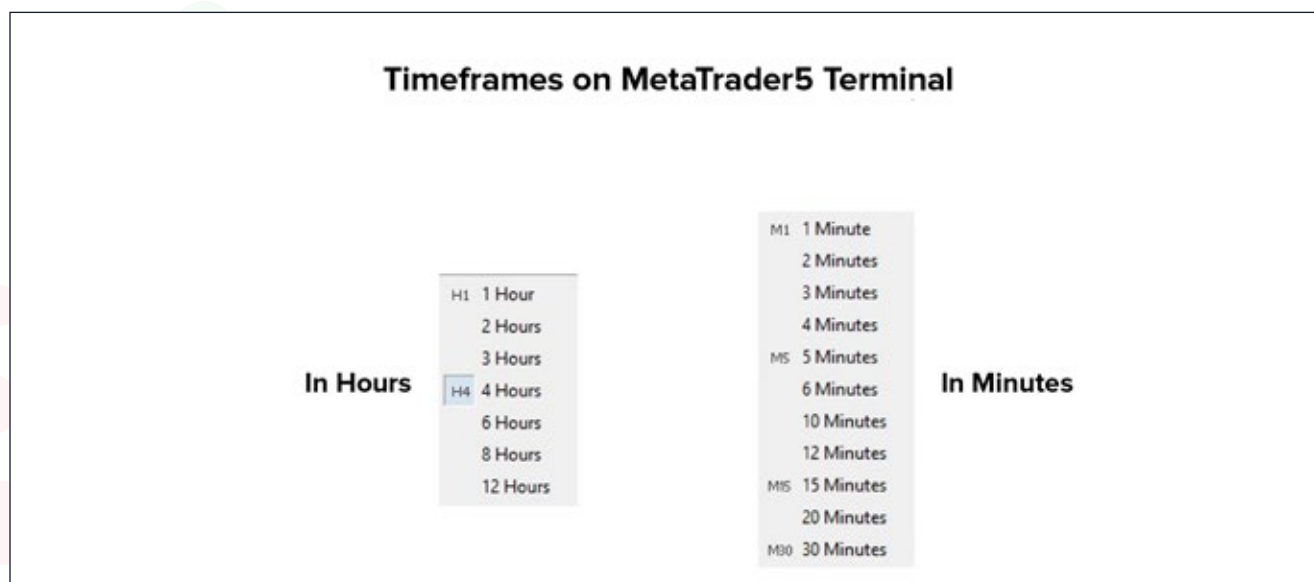 Timeframes on MetaTrader5 Terminal
In Hours
H1 1 Hour
2 Hours
3 Hours
H4 4 Hours
6 Hours
8 Hours
12 Hours
M1 1 Minute
2 Minutes
3 Minutes
4 Minutes
M5 5 Minutes
6 Minutes
10 Minutes
12 Minutes
M15 15 Minutes
20 Minutes
M30 30 Minutes
In Minutes